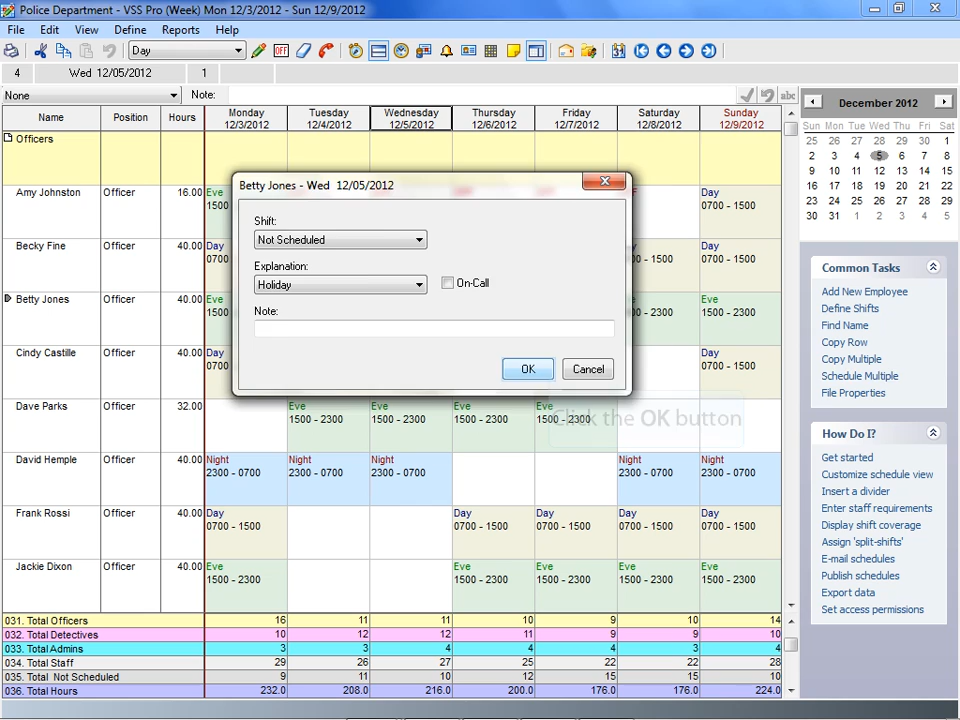 Police Department - VSS Pro (Week) Mon 12/3/2012 - Sun 12/9/2012
File Edit View Define Reports Help
Day OFF 31
4 Wed 12/05/2012 1
None Note: abc
Name Position Hours Monday 12/3/2012 Tuesday 12/4/2012 Wednesday 12/5/2012 Thursday 12/6/2012 Friday 12/7/2012 Saturday 12/8/2012 Sunday 12/9/2012
Officers
Amy Johnston Officer 16.00 Eve Day
1500 0700 - 1500
Becky Fine Officer 40.00 Day
0700 00 - 1500 0700 - 1500
Betty Jones Officer 40.00 Eve Eve
1500 00 - 2300 1500 - 2300
Cindy Castille Officer 40.00 Day Day
0700 0700 - 1500
Dave Parks Officer 32.00 Eve Eve Eve Eve
1500 - 2300 1500 - 2300 1500 - 2300 1500 - 2300
David Hemple Officer 40.00 Night Night Night Night Night
2300 - 0700 2300 - 0700 2300 - 0700 2300 - 0700 2300 - 0700
Frank Rossi Officer 40.00 Day Day Day Day Day
0700 - 1500 0700 - 1500 0700 - 1500 0700 - 1500 0700 - 1500
Jackie Dixon Officer 40.00 Eve Eve Eve Eve Eve
1500 - 2300 1500 - 2300 1500 - 2300 1500 - 2300 1500 - 2300
031. Total Officers 16 11 11 10 9 10 14
032. Total Detectives 10 12 12 11 9 9 10
033. Total Admins 3 3 4 4 4 3 4
034. Total Staff 29 26 27 25 22 22 28
035. Total Not Scheduled 9 11 10 12 15 15 9
036. Total Hours 232.0 208.0 216.0 200.0 176.0 176.0 224.0
Betty Jones - Wed 12/05/2012
Shift:
Not Scheduled
Explanation:
Holiday On-Call
Note:
OK Cancel
Click the OK button
December 2012
Sun Mon Tue Wed Thu Fri Sat
25 26 27 28 29 30 1
2 3 4 5 6 7 8
9 10 11 12 13 14 15
16 17 18 19 20 21 22
23 24 25 26 27 28 29
30 31 1 2 3 4 5
Common Tasks
Add New Employee
Define Shifts
Find Name
Copy Row
Copy Multiple
Schedule Multiple
File Properties
How Do I?
Get started
Customize schedule view
Insert a divider
Enter staff requirements
Display shift coverage
Assign 'split-shifts'
E-mail schedules
Publish schedules
Export data
Set access permissions